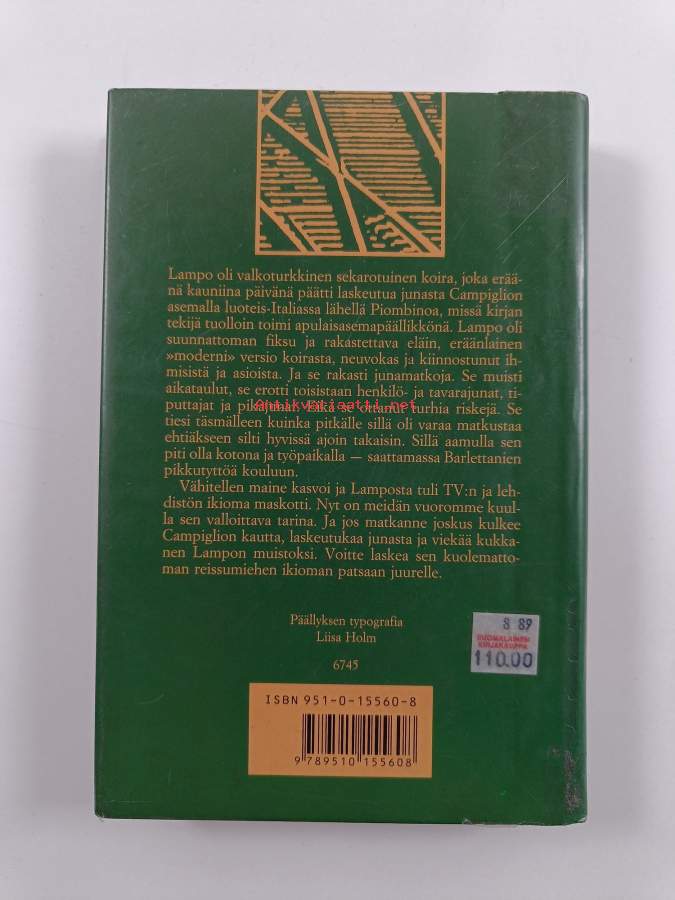 Lampo oli valkoturkkinen sekarotuinen koira, joka erää-
nä kauniina päivänä päätti laskeutua junasta Campiglion
asemalla luoteis-Italiassa lähellä Piombinoa, missä kirjan
tekijä tuolloin toimi apulaisasemapäällikkönä. Lampo oli
suunnattoman fiksu ja rakastettava eläin, eräänlainen
»moderni» versio koirasta, neuvokas ja kiinnostunut ih-
misistä ja asioista. Ja se rakasti junamatkoja. Se muisti
aikataulut, se erotti toisistaan henkilö- ja tavarajunat, ti-
puttajat ja pikajunat. Eikä se ottanut turhia riskejä. Se
Antikvariaatti.net
tiesi täsmälleen kuinka pitkälle sillä oli varaa matkustaa
ehtiäkseen silti hyvissä ajoin takaisin. Sillä aamulla sen
piti olla kotona ja työpaikalla — saattamassa Barlettanien
pikkutyttöä kouluun.
Vähitellen maine kasvoi ja Lamposta tuli TV:n ja leh-
distön ikioma maskotti. Nyt on meidän vuoromme kuul-
la sen valloittava tarina. Ja jos matkanne joskus kulkee
Campiglion kautta, laskeutukaa junasta ja viekää kukka-
nen Lampon muistoksi. Voitte laskea sen kuolematto-
man reissumiehen ikioman patsaan juurelle.
Päällyksen typografia
Liisa Holm
6745
8 89
SUOMALAINEN
KIRJAKAUPPA
110.00
ISBN 951-0-15560-8
9 789510 155608